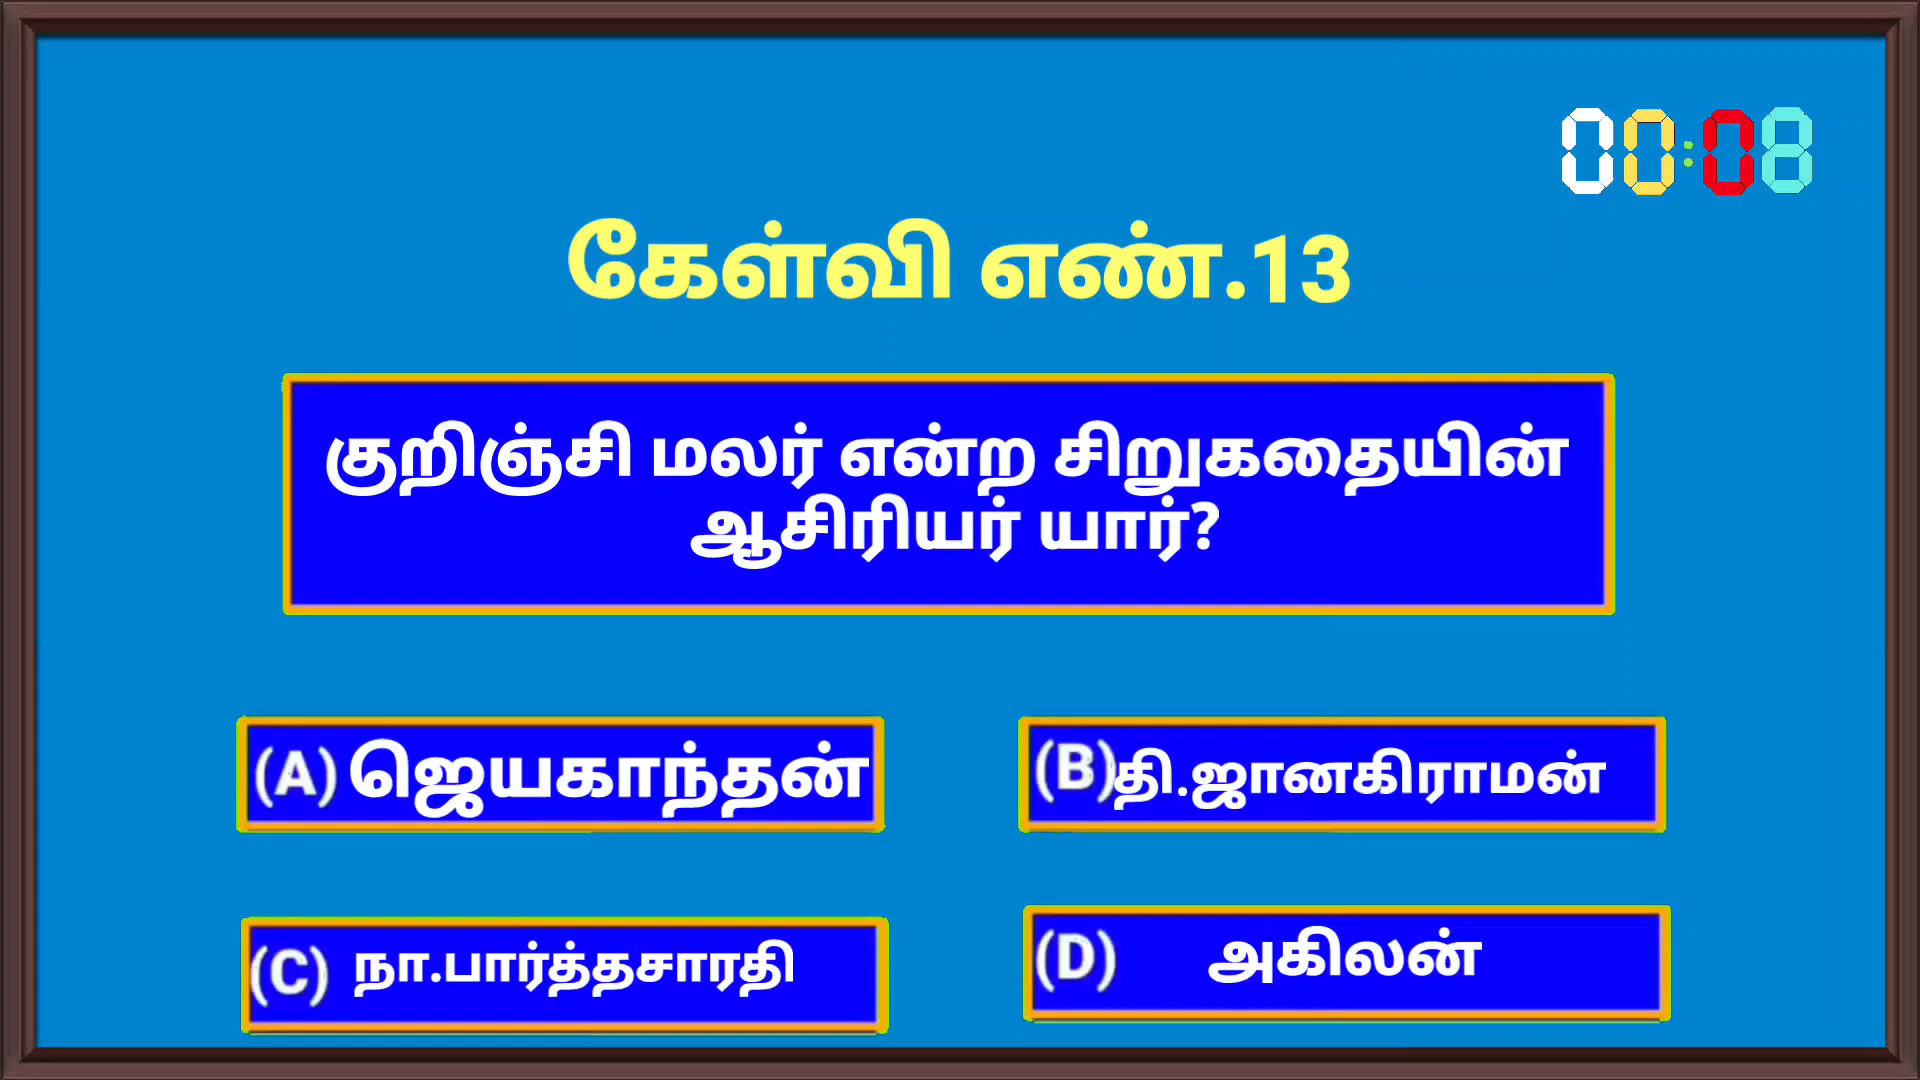 00:08
கேள்வி எண்.13
குறிஞ்சி மலர் என்ற சிறுகதையின்
ஆசிரியர் யார்?
(A) ஜெயகாந்தன்
(B) தி.ஜானகிராமன்
(C) நா.பார்த்தசாரதி
(D) அகிலன்